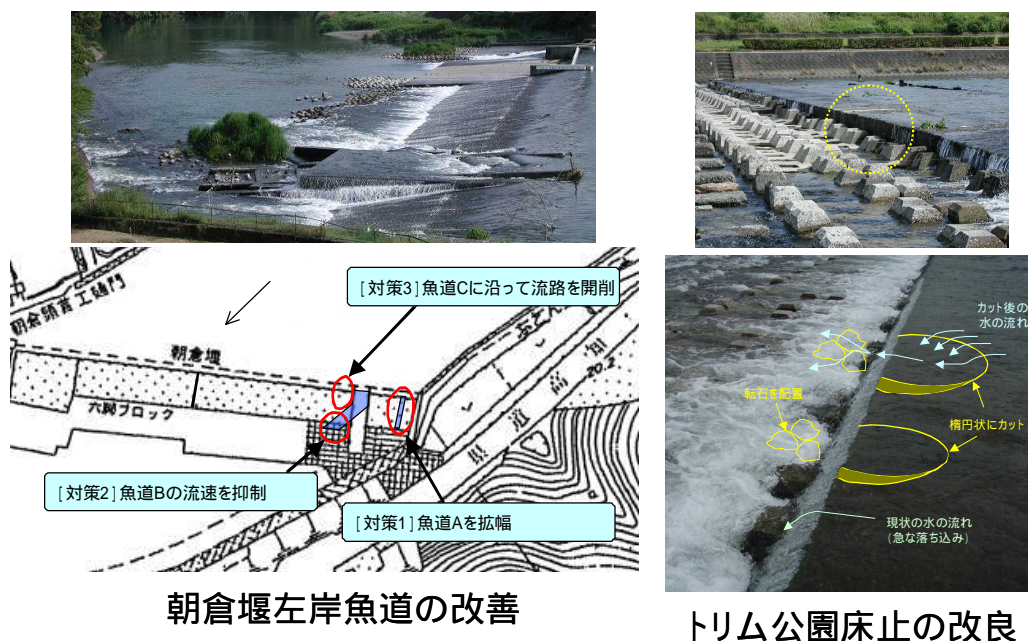 [対策3]魚道Cに沿って流路を開削
朝倉堰
六脚ブロック
20.2
[対策2]魚道Bの流速を抑制
[対策1]魚道Aを拡幅
朝倉堰左岸魚道の改善
カット後の
水の流れ
転石を配置
楕円状にカット
現状の水の流れ
(急な落ち込み)
トリム公園床止の改良